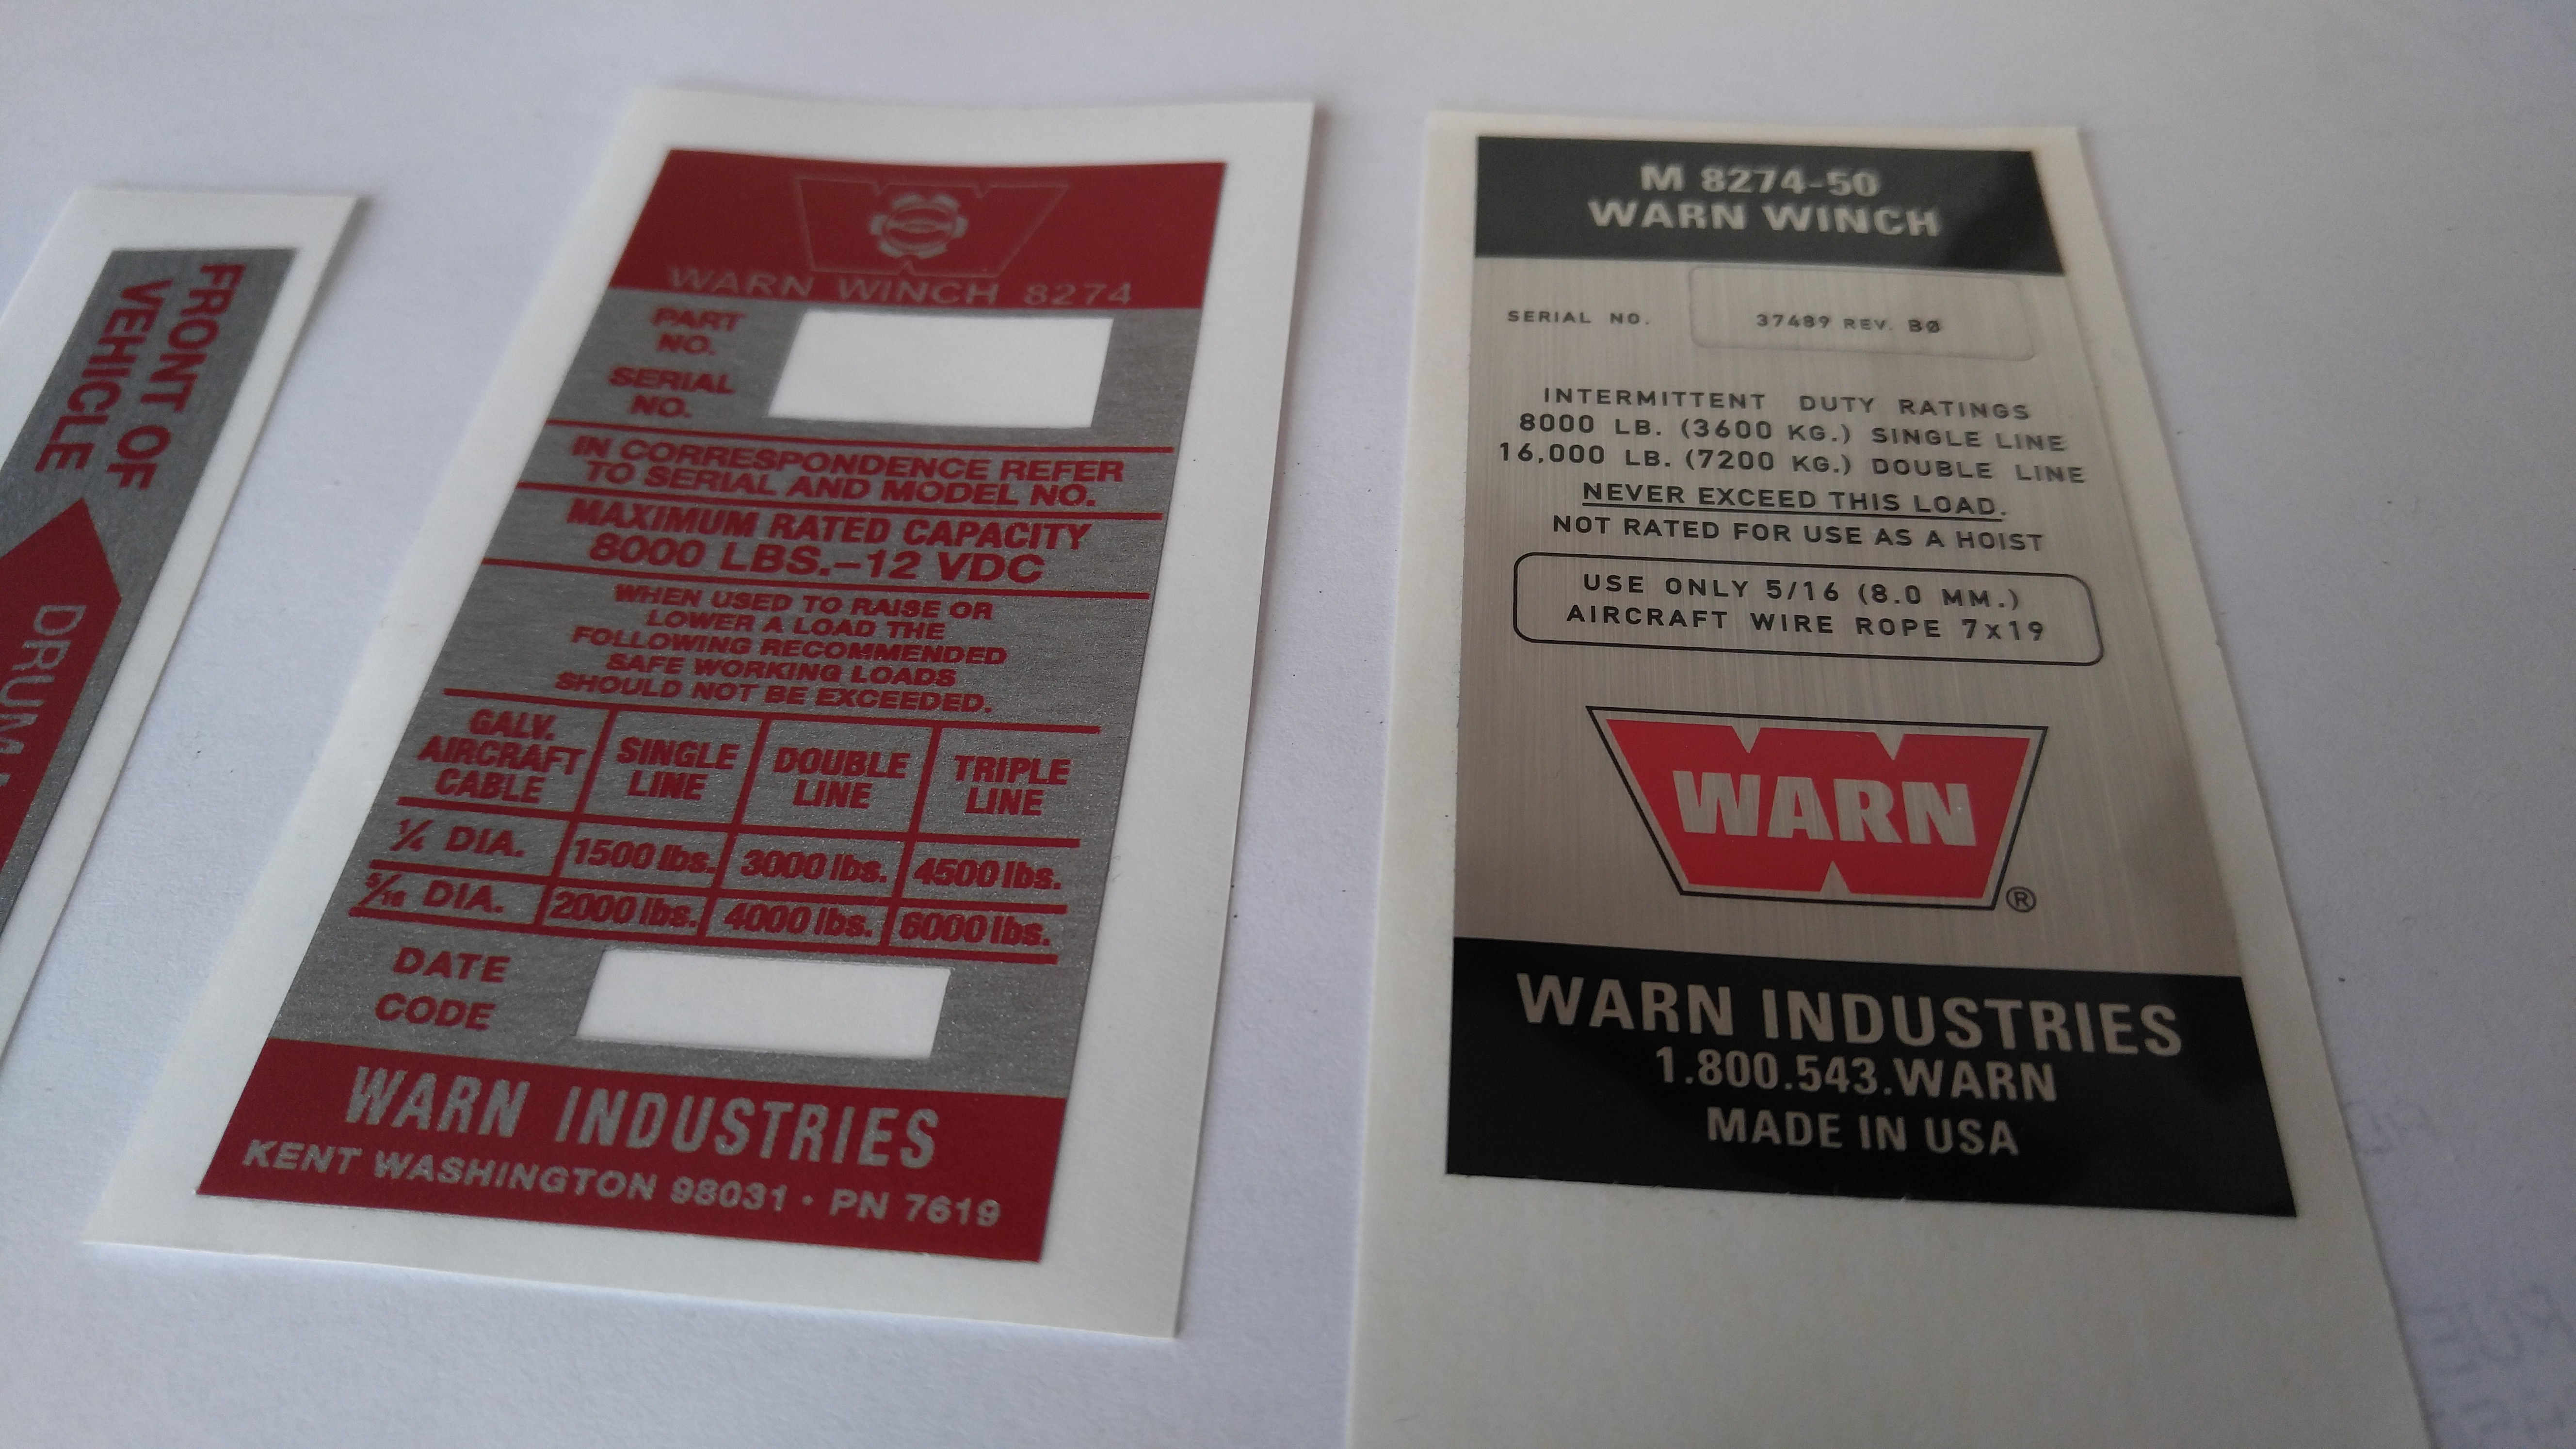 FRONT OF
VEHICLE
DRUM
WARN WINCH 8274
PART
NO.
SERIAL
NO.
IN CORRESPONDENCE REFER
TO SERIAL AND MODEL NO.
MAXIMUM RATED CAPACITY
8000 LBS.-12 VDC
WHEN USED TO RAISE OR
LOWER A LOAD THE
FOLLOWING RECOMMENDED
SAFE WORKING LOADS
SHOULD NOT BE EXCEEDED.
GALV.
AIRCRAFT
CABLE
SINGLE
LINE
DOUBLE
LINE
TRIPLE
LINE
1/4 DIA. 1500 lbs. 3000 lbs. 4500 lbs.
5/16 DIA. 2000 lbs. 4000 lbs. 6000 lbs.
DATE
CODE
WARN INDUSTRIES
KENT WASHINGTON 98031 · PN 7619
M 8274-50
WARN WINCH
SERIAL NO. 37489 REV. BØ
INTERMITTENT DUTY RATINGS
8000 LB. (3600 KG.) SINGLE LINE
16,000 LB. (7200 KG.) DOUBLE LINE
NEVER EXCEED THIS LOAD.
NOT RATED FOR USE AS A HOIST
USE ONLY 5/16 (8.0 MM.)
AIRCRAFT WIRE ROPE 7x19
WARN
®
WARN INDUSTRIES
1.800.543.WARN
MADE IN USA